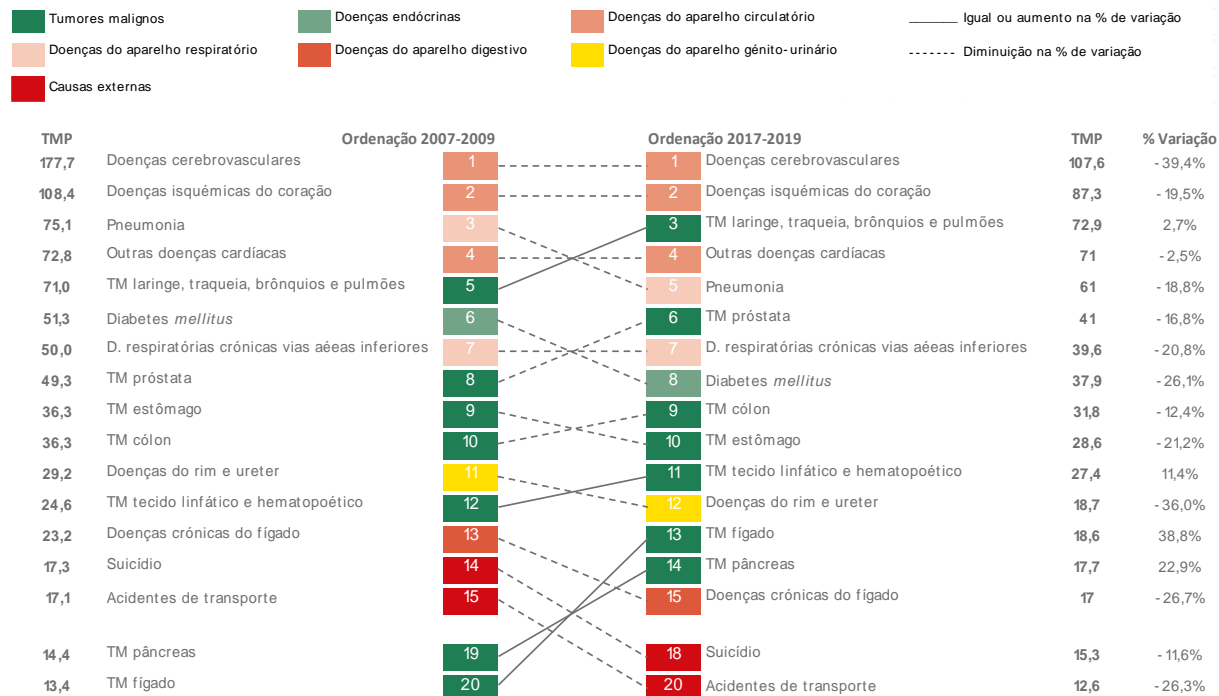 Tumores malignos Doenças endócrinas Doenças do aparelho circulatório Igual ou aumento na % de variação
Doenças do aparelho respiratório Doenças do aparelho digestivo Doenças do aparelho génito-urinário Diminuição na % de variação
Causas externas
TMP Ordenação 2007-2009 Ordenação 2017-2019 TMP % Variação
177,7 Doenças cerebrovasculares 1 1 Doenças cerebrovasculares 107,6 -39,4%
108,4 Doenças isquémicas do coração 2 2 Doenças isquémicas do coração 87,3 -19,5%
75,1 Pneumonia 3 3 TM laringe, traqueia, brônquios e pulmões 72,9 2,7%
72,8 Outras doenças cardíacas 4 4 Outras doenças cardíacas 71 -2,5%
71,0 TM laringe, traqueia, brônquios e pulmões 5 5 Pneumonia 61 -18,8%
51,3 Diabetes mellitus 6 6 TM próstata 41 -16,8%
50,0 D. respiratórias crónicas vias aéeas inferiores 7 7 D. respiratórias crónicas vias aéeas inferiores 39,6 -20,8%
49,3 TM próstata 8 8 Diabetes mellitus 37,9 -26,1%
36,3 TM estômago 9 9 TM cólon 31,8 -12,4%
36,3 TM cólon 10 10 TM estômago 28,6 -21,2%
29,2 Doenças do rim e ureter 11 11 TM tecido linfático e hematopoético 27,4 11,4%
24,6 TM tecido linfático e hematopoético 12 12 Doenças do rim e ureter 18,7 -36,0%
23,2 Doenças crónicas do fígado 13 13 TM fígado 18,6 38,8%
17,3 Suicídio 14 14 TM pâncreas 17,7 22,9%
17,1 Acidentes de transporte 15 15 Doenças crónicas do fígado 17 -26,7%
14,4 TM pâncreas 19 18 Suicídio 15,3 -11,6%
13,4 TM fígado 20 20 Acidentes de transporte 12,6 -26,3%